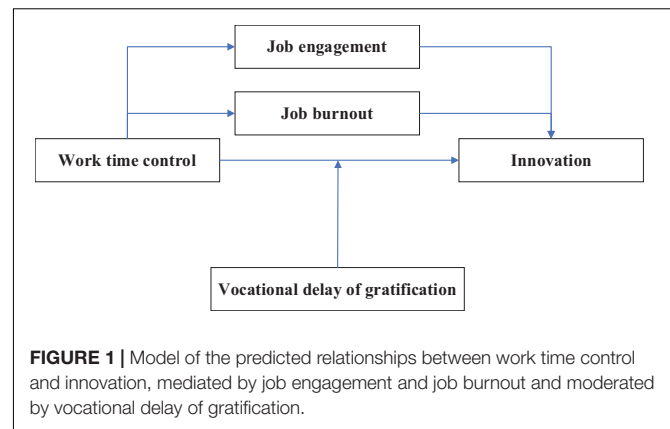 Job engagement
Job burnout
Work time control
Innovation
Vocational delay of gratification
FIGURE 1 | Model of the predicted relationships between work time control
and innovation, mediated by job engagement and job burnout and moderated
by vocational delay of gratification.